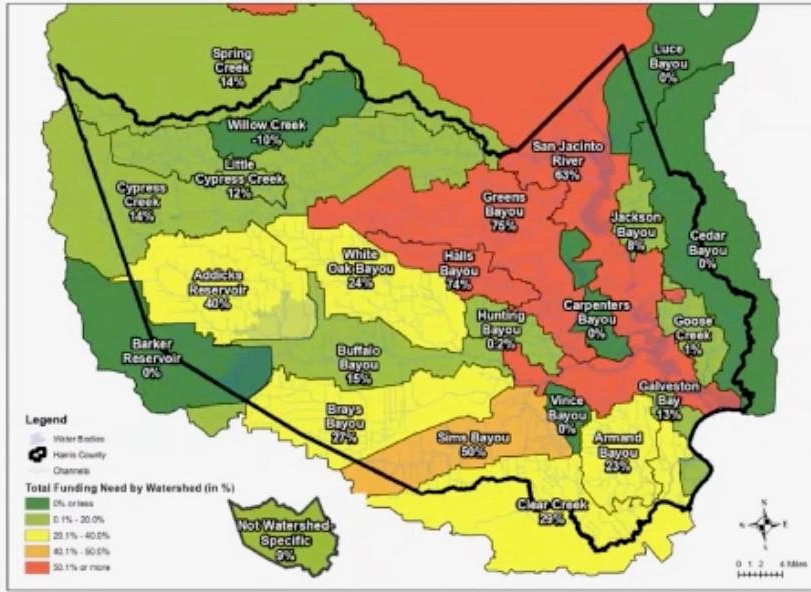 Spring
Creek
14%
Luce
Bayou
0%
Willow Creek
-10%
San Jacinto
River
63%
Little
Cypress Creek
12%
Cypress
Creek
14%
Greens
Bayou
75%
Jackson
Bayou
8%
Cedar
Bayou
0%
White
Oak Bayou
24%
Halls
Bayou
74%
Addicks
Reservoir
40%
Carpenters
Bayou
0%
Hunting
Bayou
0.2%
Goose
Creek
1%
Barker
Reservoir
0%
Buffalo
Bayou
15%
Galveston
Bay
13%
Vince
Bayou
0%
Brays
Bayou
27%
Sims Bayou
50%
Armand
Bayou
23%
Clear Creek
29%
Not Watershed
Specific
9%
Legend
Water Bodies
Harris County
Channels
Total Funding Need by Watershed (in %)
0% or less
0.1% - 20.0%
20.1% - 40.0%
40.1% - 50.0%
50.1% or more
N
W
E
S
0 1 2 4 Miles